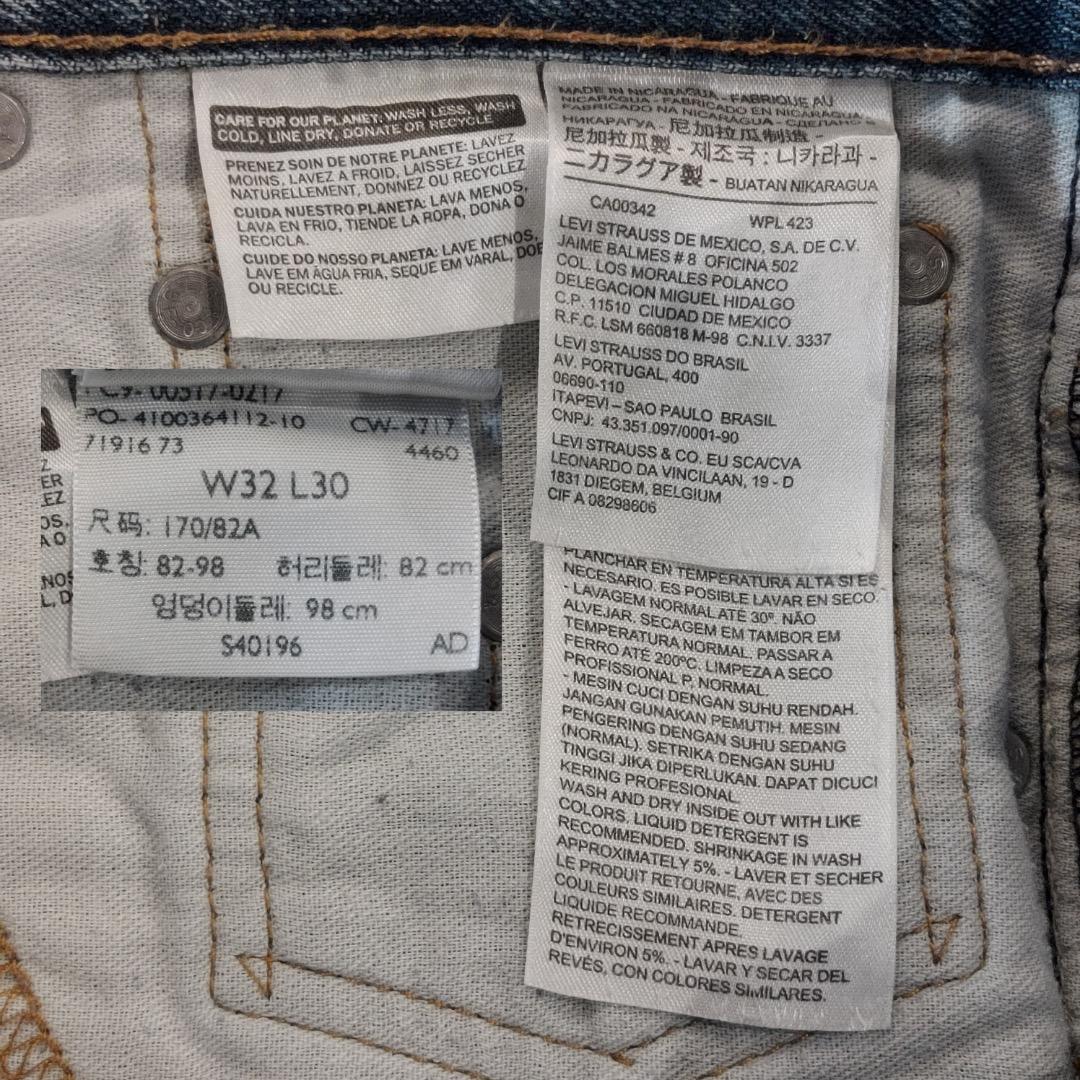 CARE FOR OUR PLANET: WASH LESS, WASH
COLD, LINE DRY, DONATE OR RECYCLE
PRENEZ SOIN DE NOTRE PLANETE: LAVEZ
MOINS, LAVEZ A FROID, LAISSEZ SECHER
NATURELLEMENT, DONNEZ OU RECYCLEZ
CUIDA NUESTRO PLANETA: LAVA MENOS,
LAVA EN FRIO, TIENDE LA ROPA, DONA O
RECICLA.
CUIDE DO NOSSO PLANETA: LAVE MENOS,
LAVE EM ÁGUA FRIA, SEQUE EM VARAL, DOE
OU RECICLE.
MADE IN NICARAGUA - FABRIQUE AU
NICARAGUA - FABRICADO EN NICARAGUA
FABRICADO NA NICARAGUA - СДЕЛАНО В
НИКАРАГУА - 尼加拉瓜制造 -
尼加拉瓜製 - 제조국 : 니카라과 -
ニカラグア製 - BUATAN NIKARAGUA
CA00342 WPL 423
LEVI STRAUSS DE MEXICO, S.A. DE C.V.
JAIME BALMES # 8 OFICINA 502
COL. LOS MORALES POLANCO
DELEGACION MIGUEL HIDALGO
C.P. 11510 CIUDAD DE MEXICO
R.F.C. LSM 660818 M-98 C.N.I.V. 3337
LEVI STRAUSS DO BRASIL
AV. PORTUGAL, 400
06690-110
ITAPEVI – SAO PAULO BRASIL
CNPJ: 43.351.097/0001-90
LEVI STRAUSS & CO. EU SCA/CVA
LEONARDO DA VINCILAAN, 19 - D
1831 DIEGEM, BELGIUM
CIF A 08298606
PLANCHAR EN TEMPERATURA ALTA SI ES
NECESARIO. ES POSIBLE LAVAR EN SECO.
- LAVAGEM NORMAL ATÉ 30º. NÃO
ALVEJAR. SECAGEM EM TAMBOR EM
TEMPERATURA NORMAL. PASSAR A
FERRO ATÉ 200ºC. LIMPEZA A SECO
PROFISSIONAL P, NORMAL.
- MESIN CUCI DENGAN SUHU RENDAH.
JANGAN GUNAKAN PEMUTIH. MESIN
PENGERING DENGAN SUHU SEDANG
(NORMAL). SETRIKA DENGAN SUHU
TINGGI JIKA DIPERLUKAN. DAPAT DICUCI
KERING PROFESIONAL.
WASH AND DRY INSIDE OUT WITH LIKE
COLORS. LIQUID DETERGENT IS
RECOMMENDED. SHRINKAGE IN WASH
APPROXIMATELY 5%. - LAVER ET SECHER
LE PRODUIT RETOURNE, AVEC DES
COULEURS SIMILAIRES. DETERGENT
LIQUIDE RECOMMANDE.
RETRECISSEMENT APRES LAVAGE
D'ENVIRON 5%. - LAVAR Y SECAR DEL
REVÉS, CON COLORES SIMILARES.
PC9- 00517-0217
PO- 4100364112-10 CW- 4717
71916 73 4460
W32 L30
尺码: 170/82A
호칭: 82-98 허리둘레: 82 cm
엉덩이둘레: 98 cm
S40196 AD